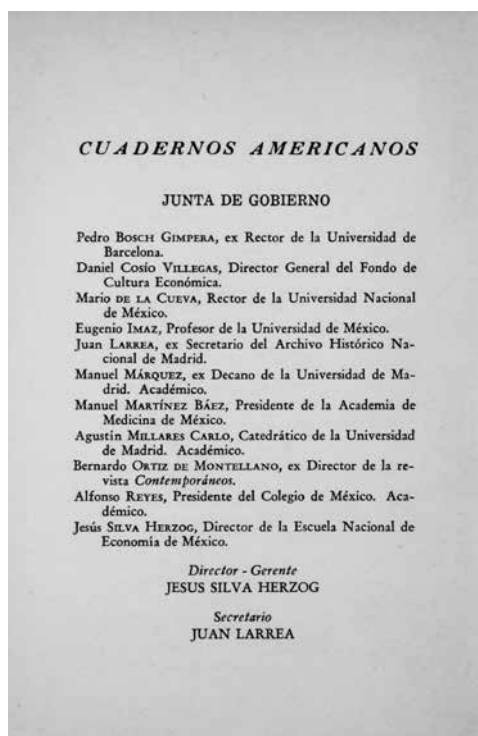 CUADERNOS AMERICANOS
JUNTA DE GOBIERNO
Pedro BOSCH GIMPERA, ex Rector de la Universidad de
Barcelona.
Daniel COSÍO VILLEGAS, Director General del Fondo de
Cultura Económica.
Mario DE LA CUEVA, Rector de la Universidad Nacional
de México.
Eugenio IMAZ, Profesor de la Universidad de México.
Juan LARREA, ex Secretario del Archivo Histórico Na-
cional de Madrid.
Manuel MÁRQUEZ, ex Decano de la Universidad de Ma-
drid. Académico.
Manuel MARTÍNEZ BÁEZ, Presidente de la Academia de
Medicina de México.
Agustín MILLARES CARLO, Catedrático de la Universidad
de Madrid. Académico.
Bernardo ORTIZ DE MONTELLANO, ex Director de la re-
vista Contemporáneos.
Alfonso REYES, Presidente del Colegio de México. Aca-
démico.
Jesús SILVA HERZOG, Director de la Escuela Nacional de
Economía de México.
Director - Gerente
JESUS SILVA HERZOG
Secretario
JUAN LARREA